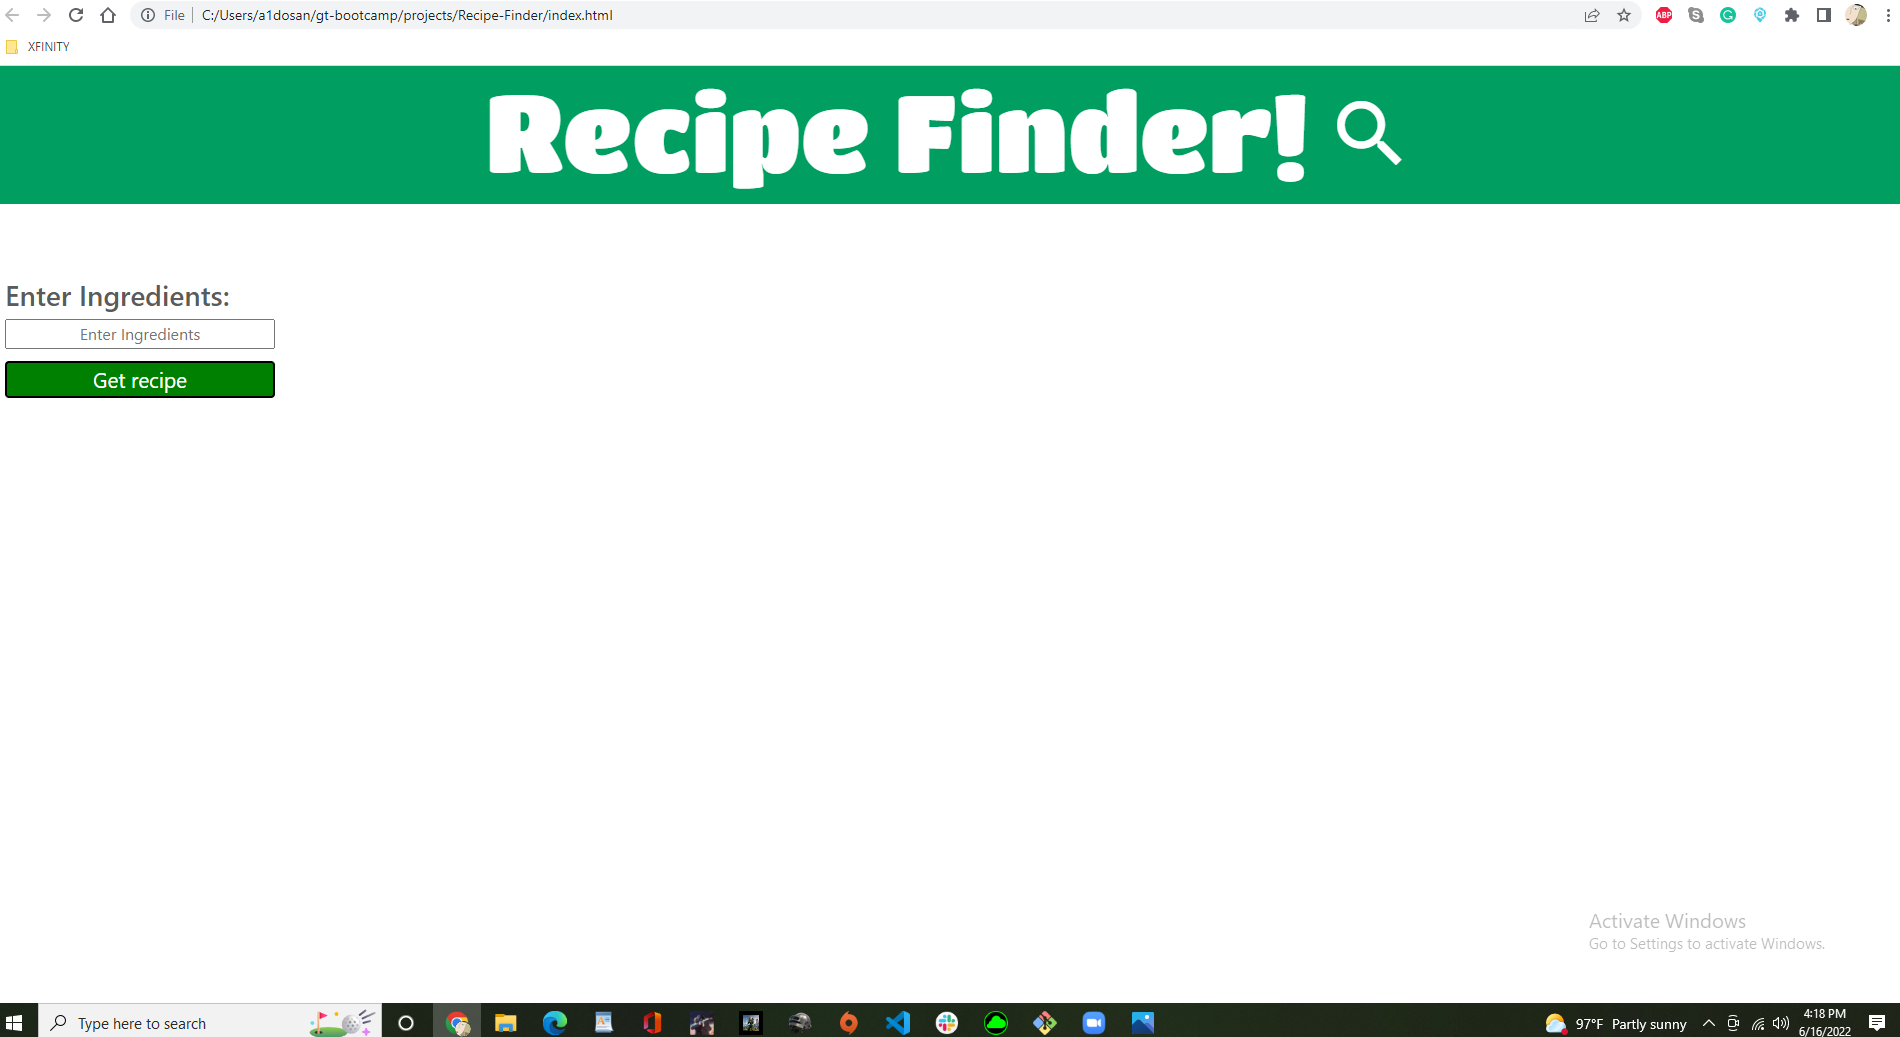 File
C:/Users/a1dosan/gt-bootcamp/projects/Recipe-Finder/index.html
ABP
XFINITY
Recipe Finder!
Enter Ingredients:
Enter Ingredients
Get recipe
Activate Windows
Go to Settings to activate Windows.
Type here to search
97°F Partly sunny
4:18 PM
6/16/2022